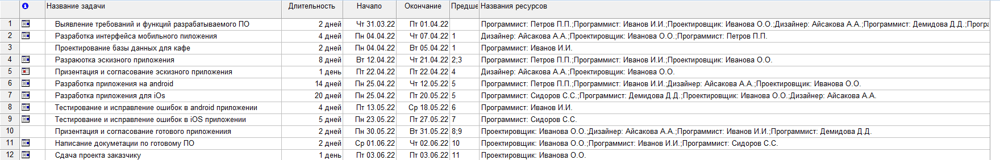 Название задачи Длительность Начало Окончание Предше Названия ресурсов
1 Выявление требований и функций разрабатываемого ПО 2 дней Чт 31.03.22 Пт 01.04.22 Программист: Петров П.П.;Программист: Иванов И.И.;Проектировщик: Иванова О.О.;Дизайнер: Айсакова А.А.;Программист: Демидова Д.Д.;Програ
2 Разработка интерфейса мобильного пиложения 4 дней Пн 04.04.22 Чт 07.04.22 1 Дизайнер: Айсакова А.А.;Проектировщик: Иванова О.О.;Программист: Петров П.П.
3 Проектирование базы данных для кафе 2 дней Пн 04.04.22 Вт 05.04.22 1 Программист: Иванов И.И.
4 Разраюотка эскизного приложения 8 дней Вт 12.04.22 Чт 21.04.22 2;3 Программист: Петров П.П.;Программист: Иванов И.И.;Проектировщик: Иванова О.О.
5 Призентация и согласование эскизного приложения 1 день Пт 22.04.22 Пт 22.04.22 4 Дизайнер: Айсакова А.А.;Проектировщик: Иванова О.О.
6 Разработка приложения на android 14 дней Пн 25.04.22 Чт 12.05.22 5 Программист: Петров П.П.;Программист: Иванов И.И.;Дизайнер: Айсакова А.А.;Проектировщик: Иванова О.О.
7 Разработка приложения для iOs 20 дней Пн 25.04.22 Пт 20.05.22 5 Программист: Сидоров С.С.;Программист: Демидова Д.Д.;Проектировщик: Иванова О.О.;Дизайнер: Айсакова А.А.
8 Тестирование и исправление ошибок в android приложении 4 дней Пт 13.05.22 Ср 18.05.22 6 Программист: Иванов И.И.
9 Тестирование и исправление ошибок в iOS приложении 5 дней Пн 23.05.22 Пт 27.05.22 7 Программист: Сидоров С.С.
10 Призентация и согласование готового приложениия 2 дней Пн 30.05.22 Вт 31.05.22 8;9 Проектировщик: Иванова О.О.;Дизайнер: Айсакова А.А.;Программист: Иванов И.И.;Программист: Демидова Д.Д.
11 Написание докуметации по готовому ПО 2 дней Ср 01.06.22 Чт 02.06.22 10 Проектировщик: Иванова О.О.;Программист: Иванов И.И.;Программист: Сидоров С.С.
12 Сдача проекта заказчику 1 день Пт 03.06.22 Пт 03.06.22 11 Проектировщик: Иванова О.О.